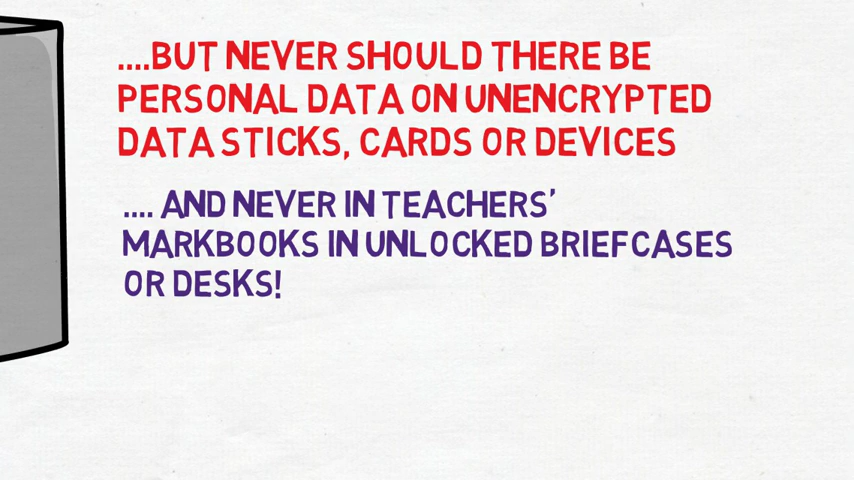 ....BUT NEVER SHOULD THERE BE
PERSONAL DATA ON UNENCRYPTED
DATA STICKS, CARDS OR DEVICES
.... AND NEVER IN TEACHERS'
MARKBOOKS IN UNLOCKED BRIEFCASES
OR DESKS!